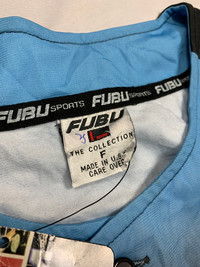 FUBU SPORTS FUBU SPORTS FUBU
FUBU
THE COLLECTION
F
MADE IN U.S.
CARE OVER